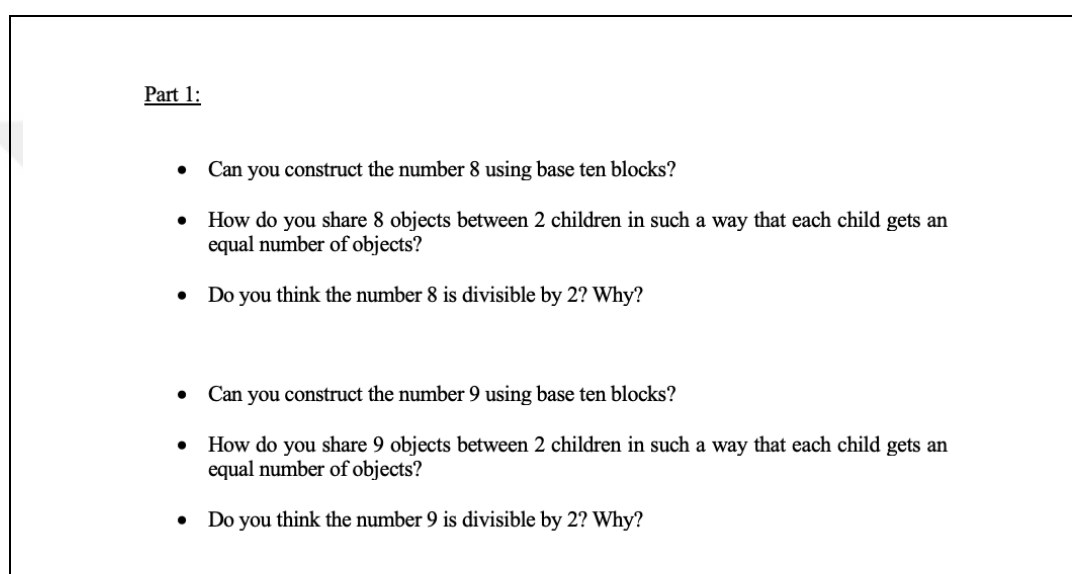 Part 1:
• Can you construct the number 8 using base ten blocks?
• How do you share 8 objects between 2 children in such a way that each child gets an
equal number of objects?
• Do you think the number 8 is divisible by 2? Why?
• Can you construct the number 9 using base ten blocks?
• How do you share 9 objects between 2 children in such a way that each child gets an
equal number of objects?
• Do you think the number 9 is divisible by 2? Why?